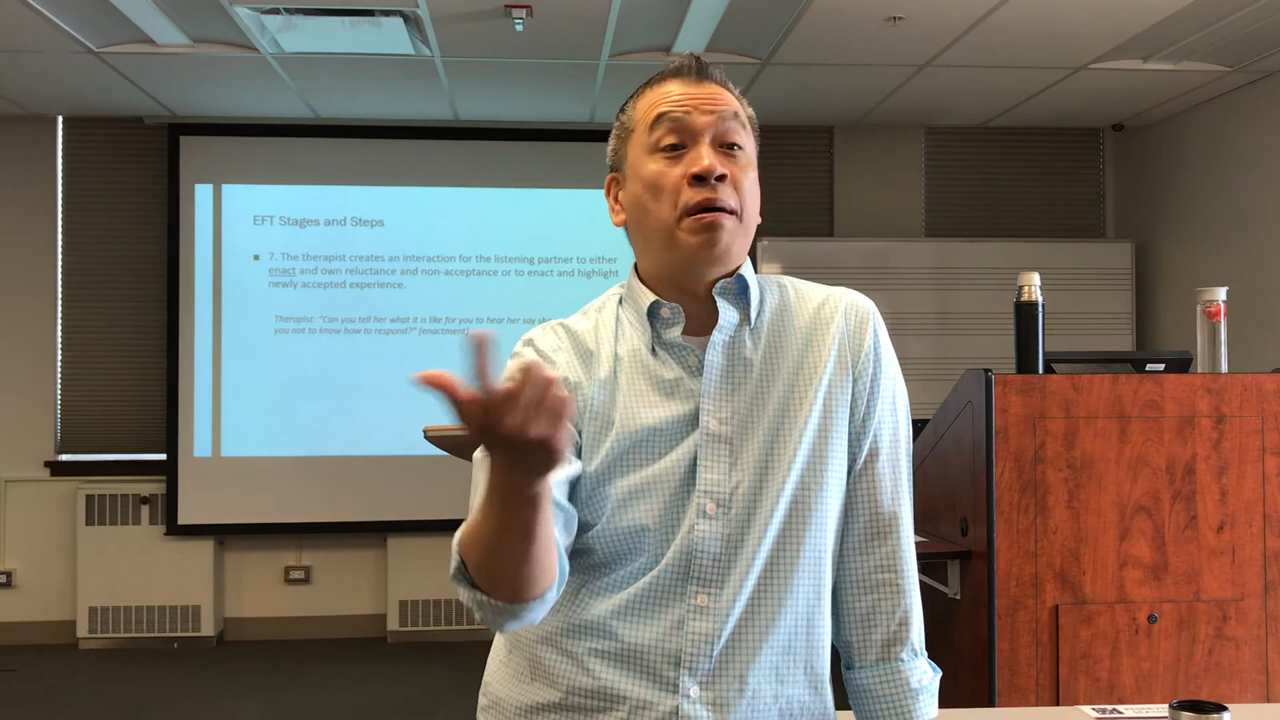 EFT Stages and Steps
7. The therapist creates an interaction for the listening partner to either
enact and own reluctance and non-acceptance or to enact and highlight
newly accepted experience.
Therapist: "Can you tell her what it is like for you to hear her say
you not to know how to respond?" (enactment)